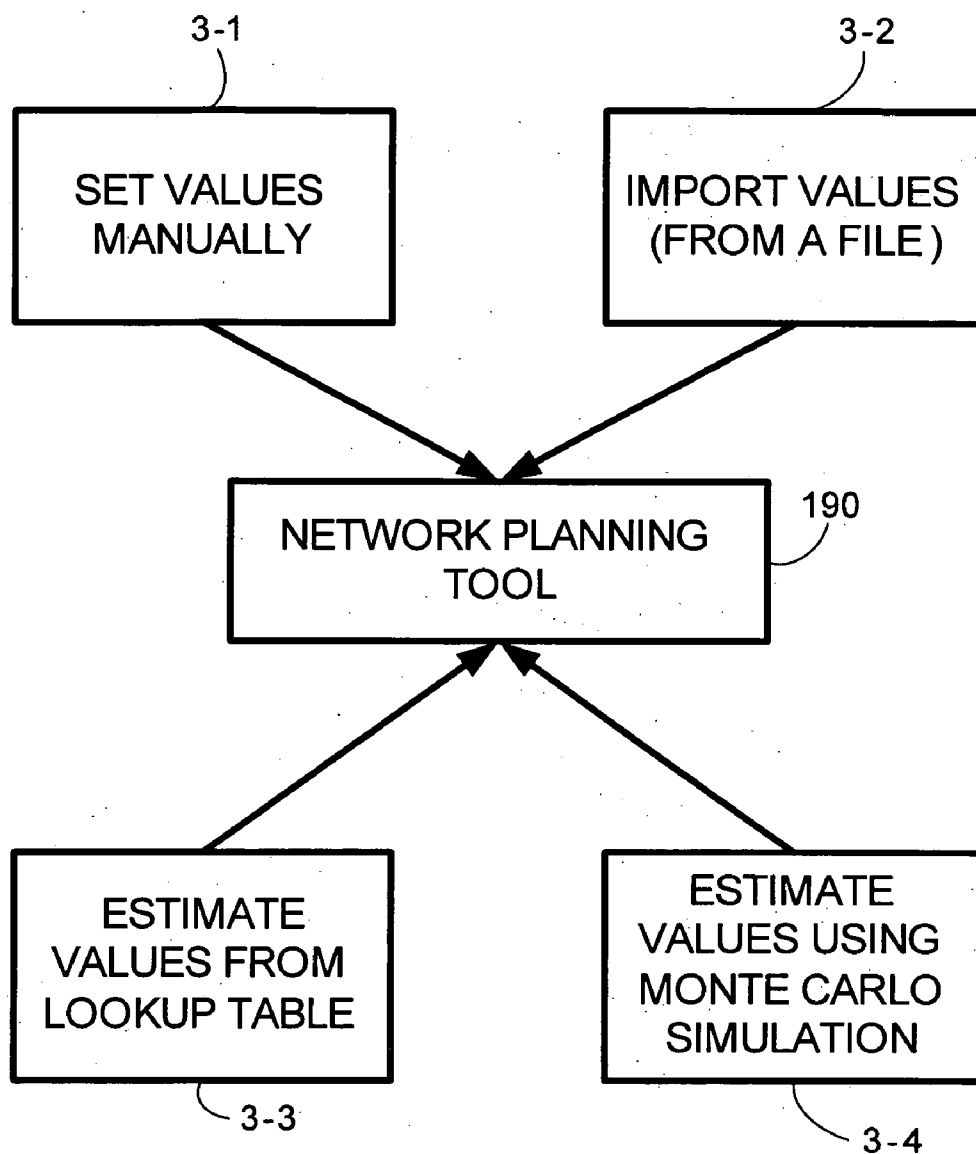 3-1
3-2
SET VALUES
MANUALLY
IMPORT VALUES
(FROM A FILE)
190
NETWORK PLANNING
TOOL
ESTIMATE
VALUES FROM
LOOKUP TABLE
ESTIMATE
VALUES USING
MONTE CARLO
SIMULATION
3-3
3-4